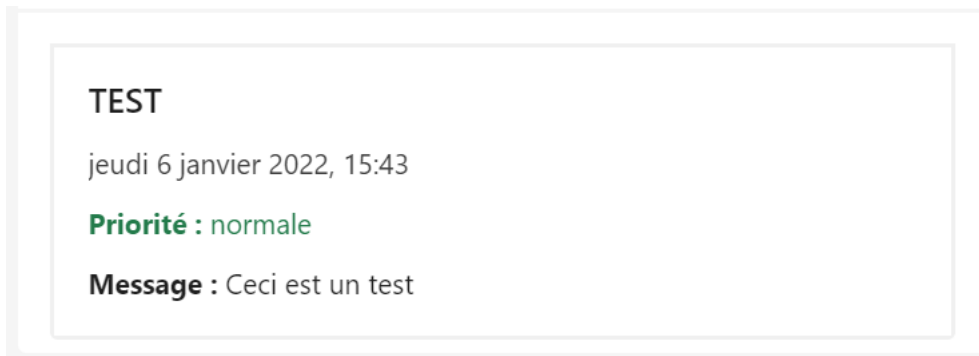 TEST
jeudi 6 janvier 2022, 15:43
Priorité : normale
Message : Ceci est un test